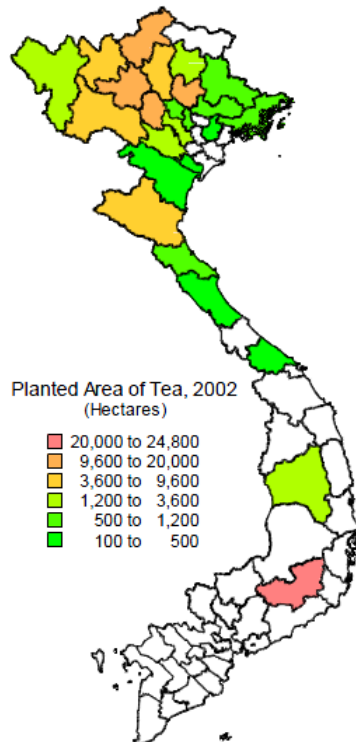 Planted Area of Tea, 2002
(Hectares)
20,000 to 24,800
9,600 to 20,000
3,600 to 9,600
1,200 to 3,600
500 to 1,200
100 to 500